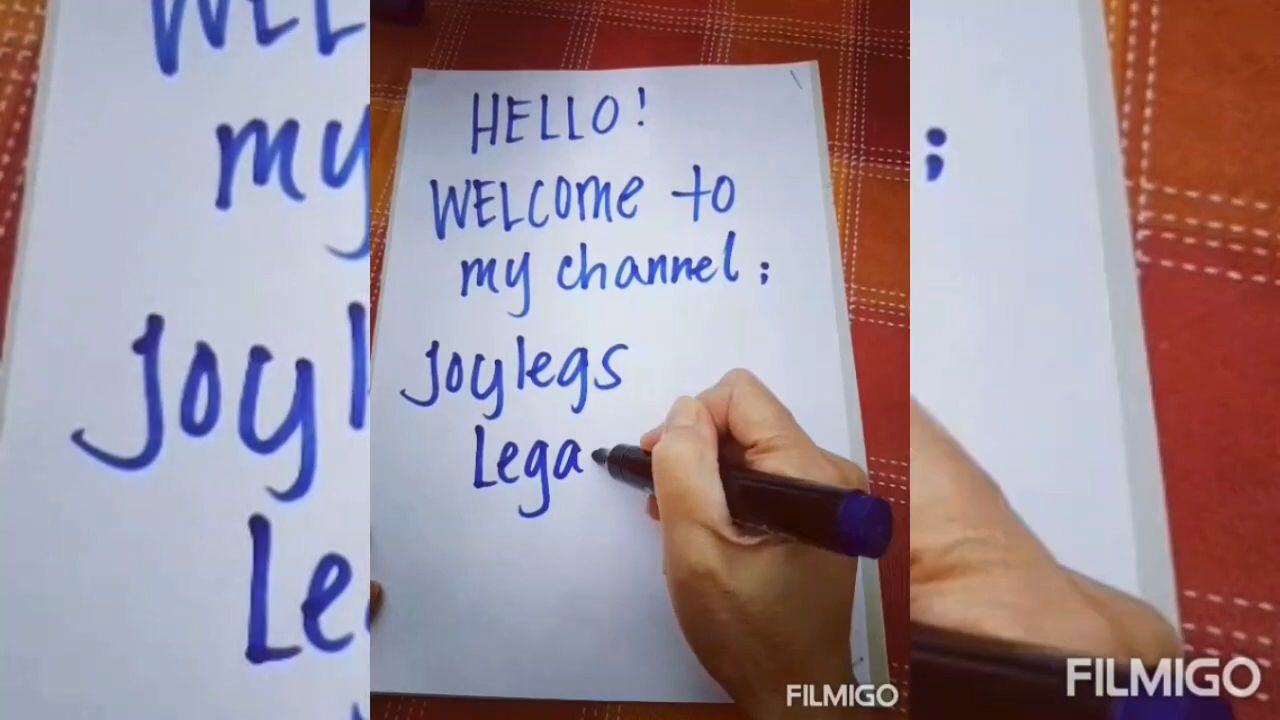 HELLO!
WELCOME to
my channel ;
Joylegs
Lega
FILMIGO
FILMIGO